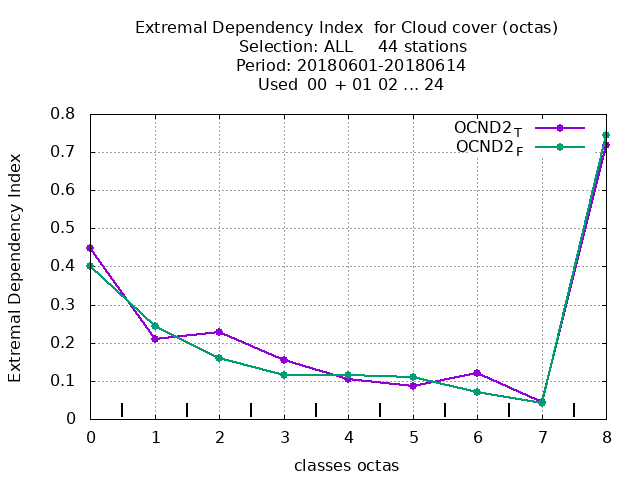 Extremal Dependency Index  for Cloud cover (octas)
Selection: ALL     44 stations
Period: 20180601-20180614
Used  00  + 01 02 ... 24
OCND2T
OCND2F
Extremal Dependency Index
0.8
0.7
0.6
0.5
0.4
0.3
0.2
0.1
0
0 1 2 3 4 5 6 7 8
classes octas